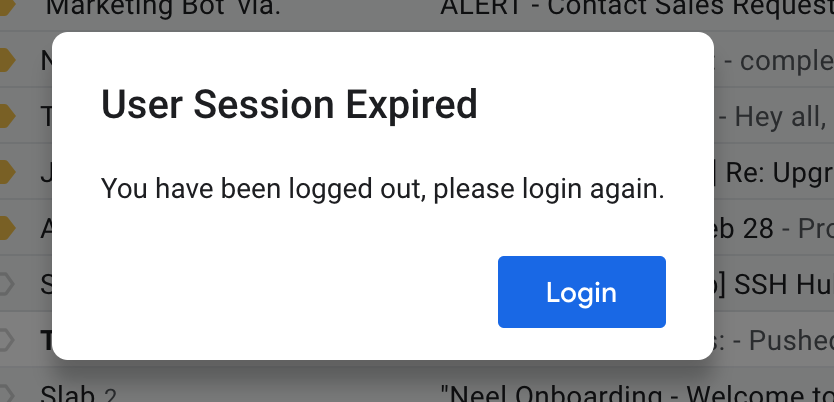 Marketing Bot via. ALERT - Contact Sales Request
N - comple
User Session Expired
T - Hey all,
J ] Re: Upgr
You have been logged out, please login again.
A eb 28 - Pro
S ] SSH Hu
Login
T s: - Pushed
Slab 2 "Neel Onboarding - Welcome to